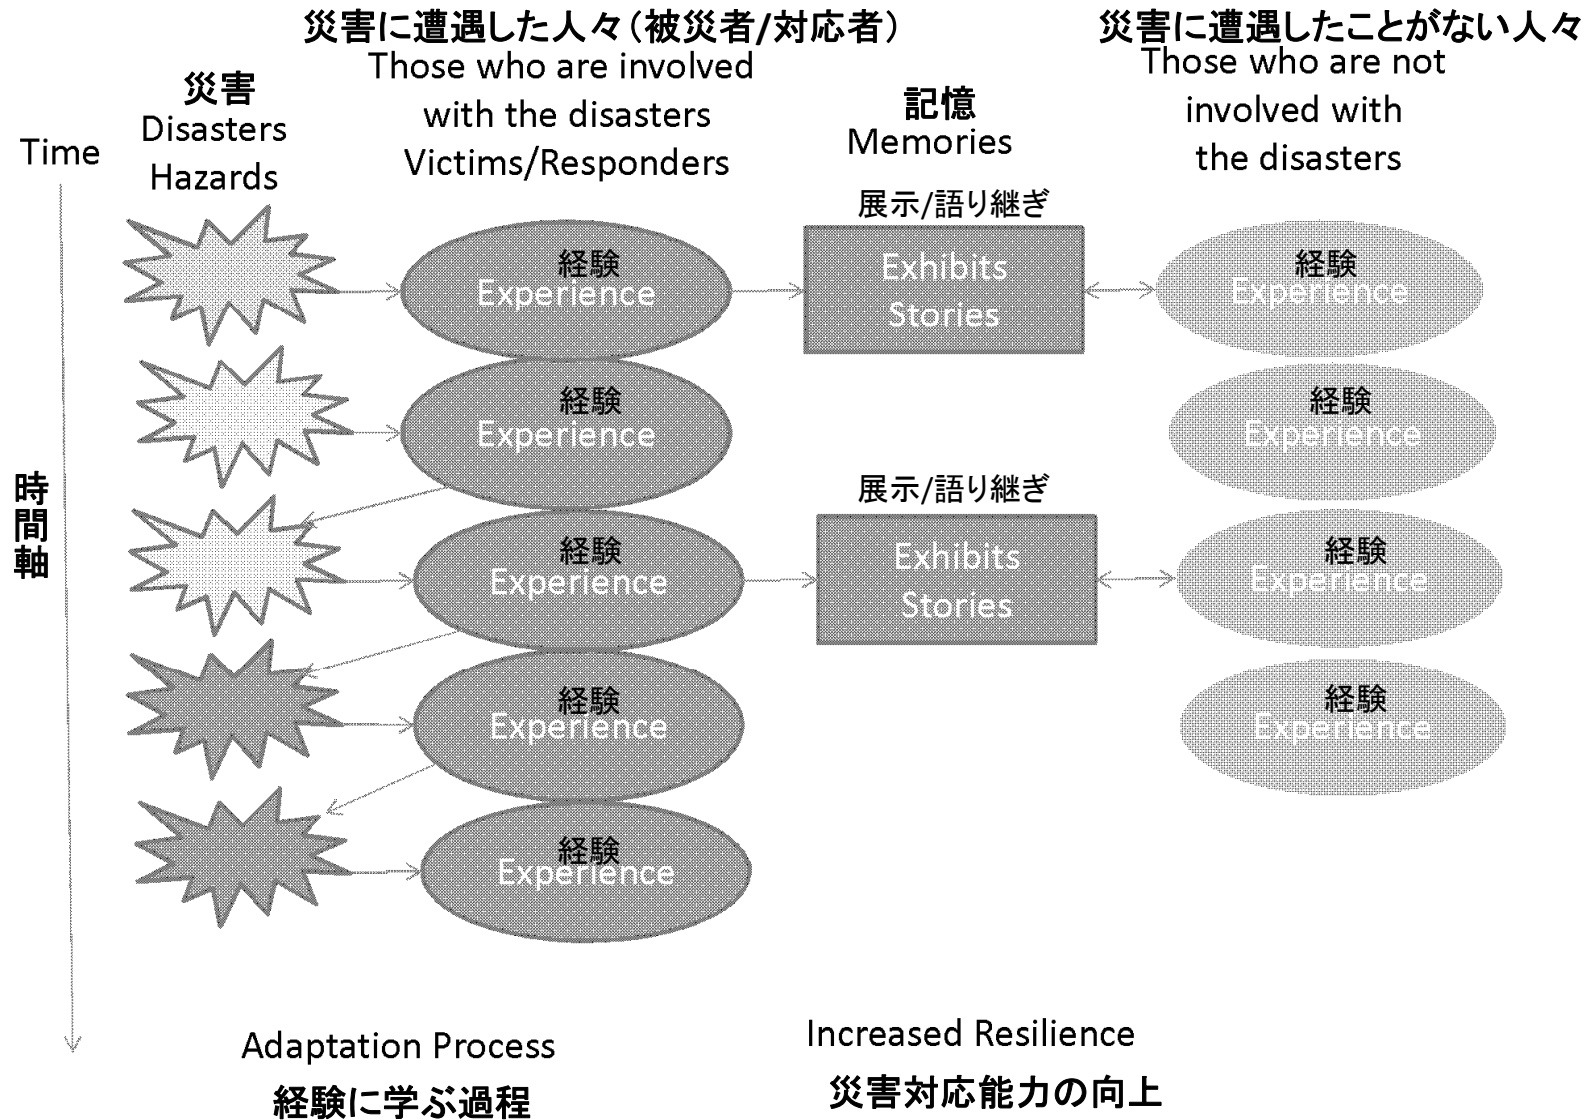 災害に遭遇した人々（被災者/対応者）
Those who are involved
with the disasters
Victims/Responders
災害に遭遇したことがない人々
Those who are not
involved with
the disasters
災害
Disasters
Hazards
記憶
Memories
Time
時間軸
展示/語り継ぎ
経験
Experience
Exhibits
Stories
経験
Experience
経験
Experience
経験
Experience
展示/語り継ぎ
経験
Experience
Exhibits
Stories
経験
Experience
経験
Experience
経験
Experience
経験
Experience
Adaptation Process
経験に学ぶ過程
Increased Resilience
災害対応能力の向上